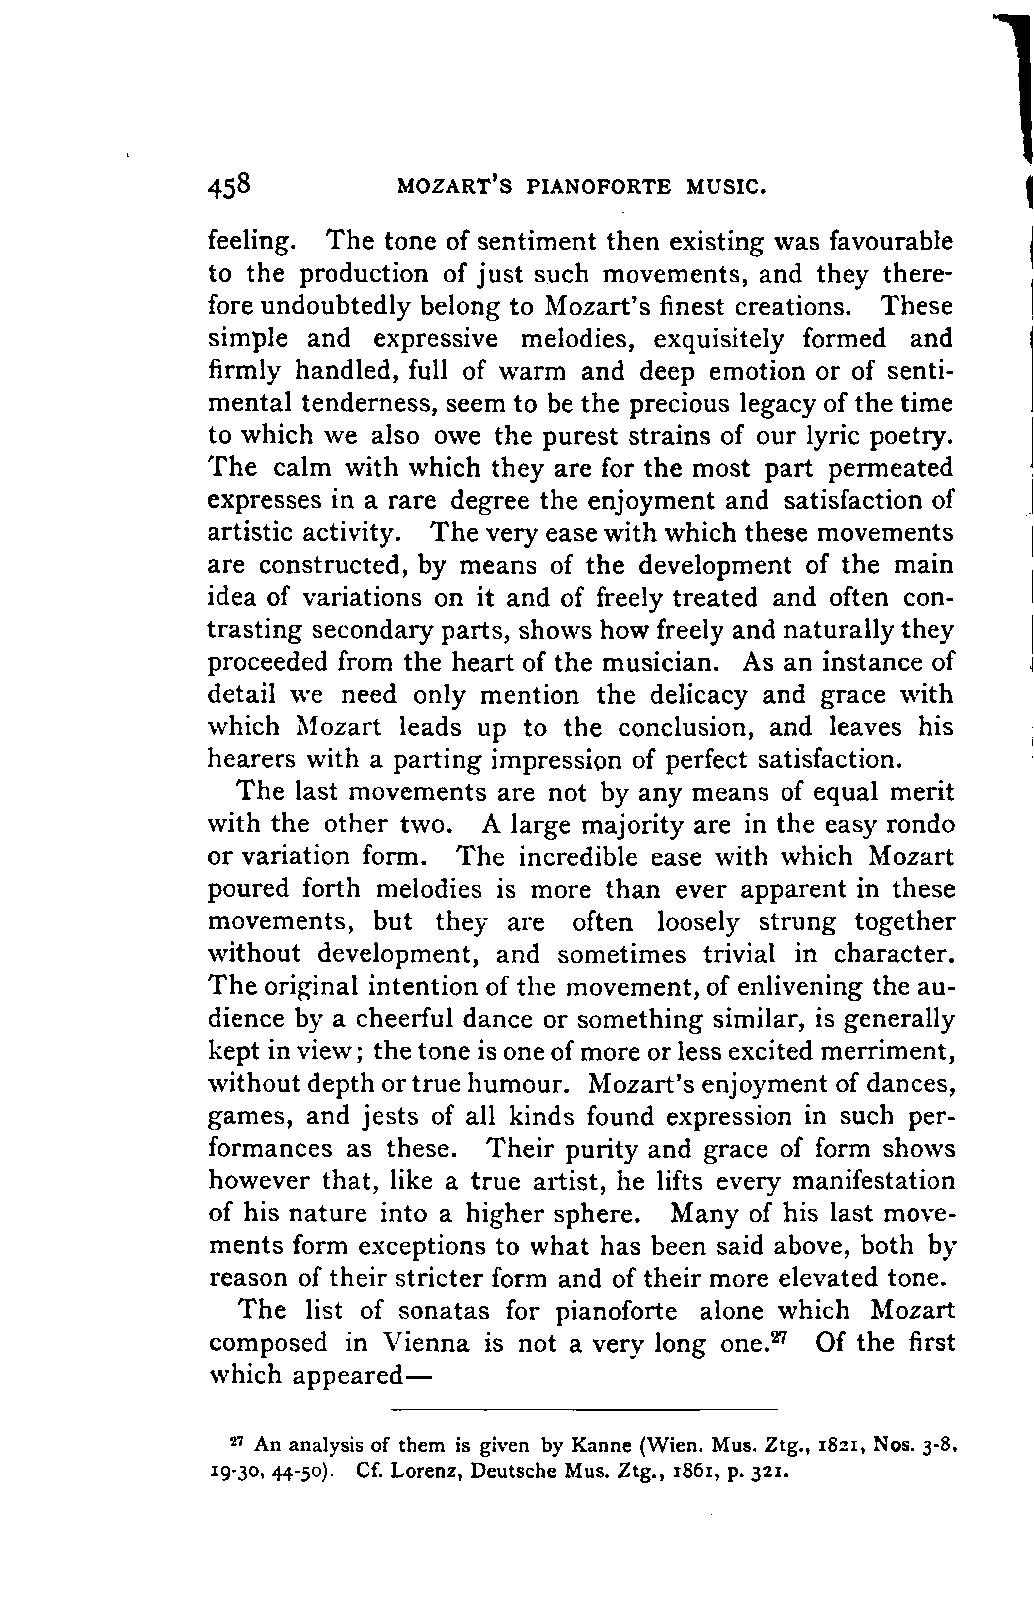 458 MOZART'S PIANOFORTE MUSIC.
feeling. The tone of sentiment then existing was favourable
to the production of just such movements, and they there-
fore undoubtedly belong to Mozart's finest creations. These
simple and expressive melodies, exquisitely formed and
firmly handled, full of warm and deep emotion or of senti-
mental tenderness, seem to be the precious legacy of the time
to which we also owe the purest strains of our lyric poetry.
The calm with which they are for the most part permeated
expresses in a rare degree the enjoyment and satisfaction of
artistic activity. The very ease with which these movements
are constructed, by means of the development of the main
idea of variations on it and of freely treated and often con-
trasting secondary parts, shows how freely and naturally they
proceeded from the heart of the musician. As an instance of
detail we need only mention the delicacy and grace with
which Mozart leads up to the conclusion, and leaves his
hearers with a parting impression of perfect satisfaction.
The last movements are not by any means of equal merit
with the other two. A large majority are in the easy rondo
or variation form. The incredible ease with which Mozart
poured forth melodies is more than ever apparent in these
movements, but they are often loosely strung together
without development, and sometimes trivial in character.
The original intention of the movement, of enlivening the au-
dience by a cheerful dance or something similar, is generally
kept in view; the tone is one of more or less excited merriment,
without depth or true humour. Mozart's enjoyment of dances,
games, and jests of all kinds found expression in such per-
formances as these. Their purity and grace of form shows
however that, like a true artist, he lifts every manifestation
of his nature into a higher sphere. Many of his last move-
ments form exceptions to what has been said above, both by
reason of their stricter form and of their more elevated tone.
The list of sonatas for pianoforte alone which Mozart
composed in Vienna is not a very long one.²⁷ Of the first
which appeared—
²⁷ An analysis of them is given by Kanne (Wien. Mus. Ztg., 1821, Nos. 3-8,
19-30, 44-50). Cf. Lorenz, Deutsche Mus. Ztg., 1861, p. 321.